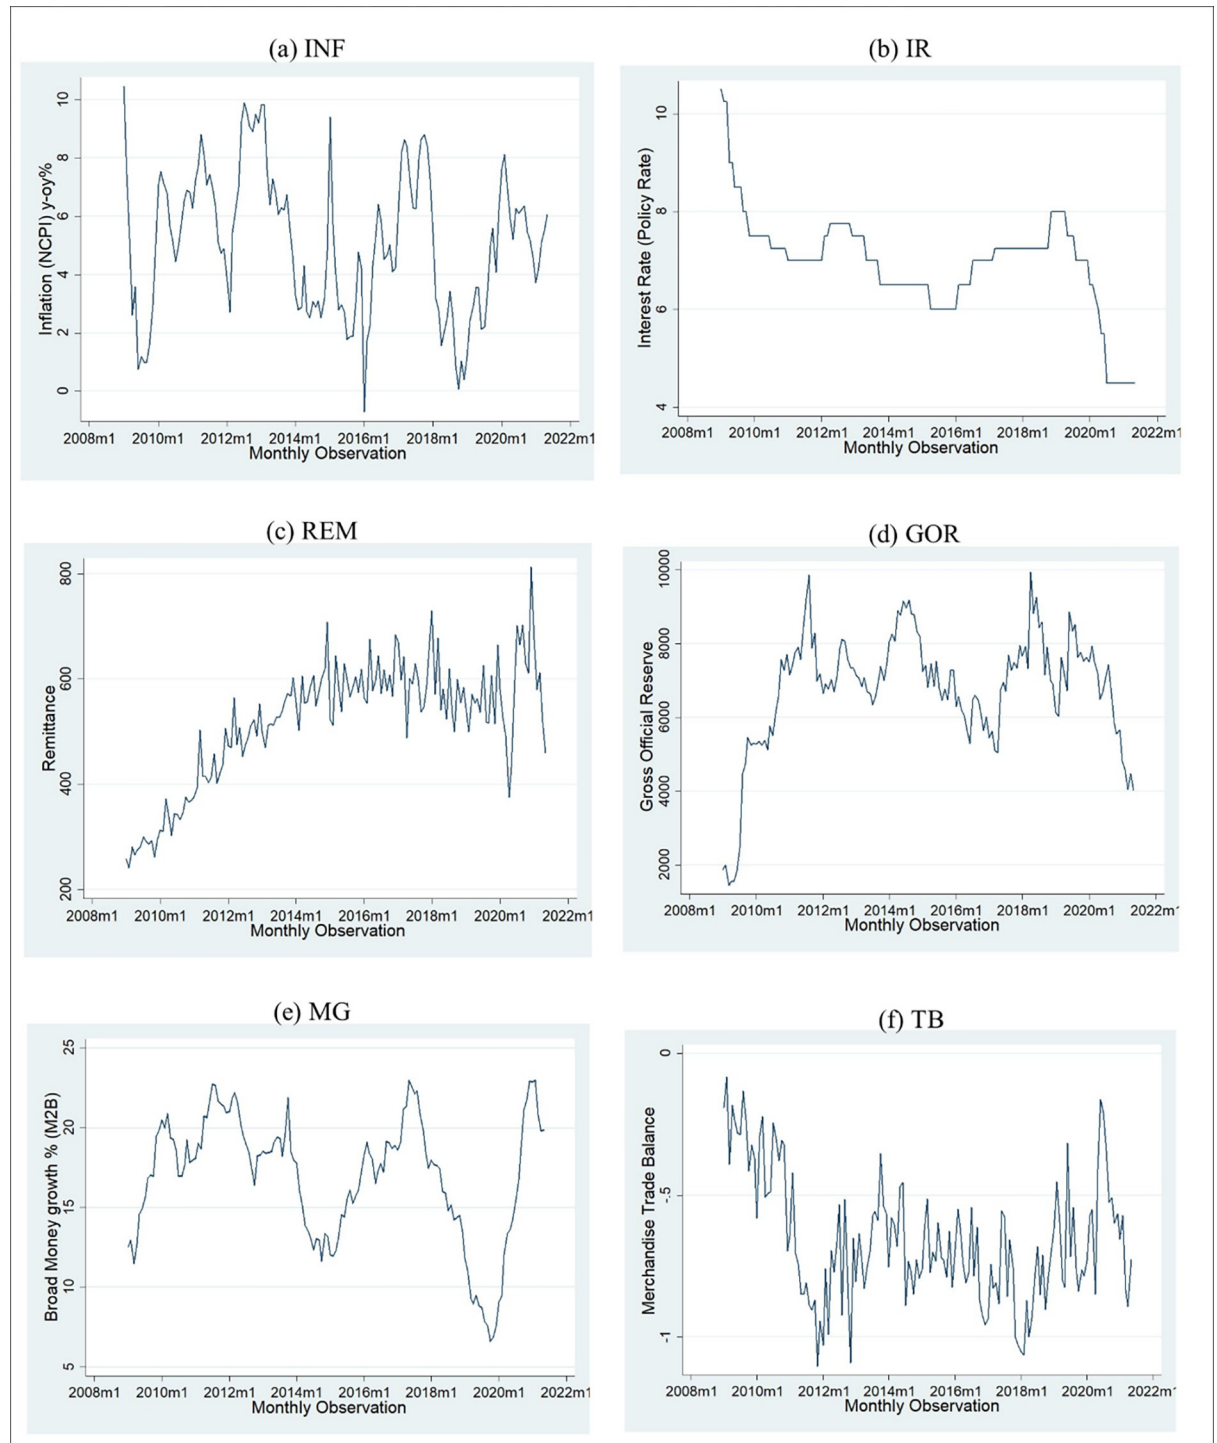 (a) INF
Inflation (NCPI) y-oy%
10
8
6
4
2
0
2008m1 2010m1 2012m1 2014m1 2016m1 2018m1 2020m1 2022m1
Monthly Observation
(b) IR
Interest Rate (Policy Rate)
10
8
6
4
2008m1 2010m1 2012m1 2014m1 2016m1 2018m1 2020m1 2022m1
Monthly Observation
(c) REM
Remittance
800
600
400
200
2008m1 2010m1 2012m1 2014m1 2016m1 2018m1 2020m1 2022m1
Monthly Observation
(d) GOR
Gross Official Reserve
10000
8000
6000
4000
2000
2008m1 2010m1 2012m1 2014m1 2016m1 2018m1 2020m1 2022m1
Monthly Observation
(e) MG
Broad Money growth % (M2B)
25
20
15
10
5
2008m1 2010m1 2012m1 2014m1 2016m1 2018m1 2020m1 2022m1
Monthly Observation
(f) TB
Merchandise Trade Balance
0
-.5
-1
2008m1 2010m1 2012m1 2014m1 2016m1 2018m1 2020m1 2022m1
Monthly Observation